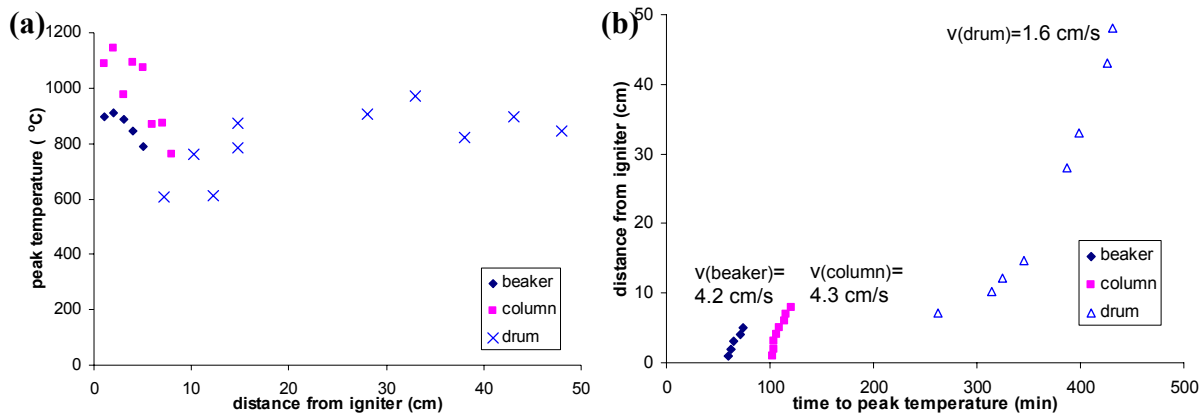 (a)
1200
1000
800
600
400
200
0
peak temperature ( °C)
0 10 20 30 40 50
distance from igniter (cm)
beaker
column
drum
(b)
50
40
30
20
10
0
distance from igniter (cm)
v(drum)=1.6 cm/s
v(beaker)=
4.2 cm/s
v(column)=
4.3 cm/s
0 100 200 300 400 500
time to peak temperature (min)
beaker
column
drum